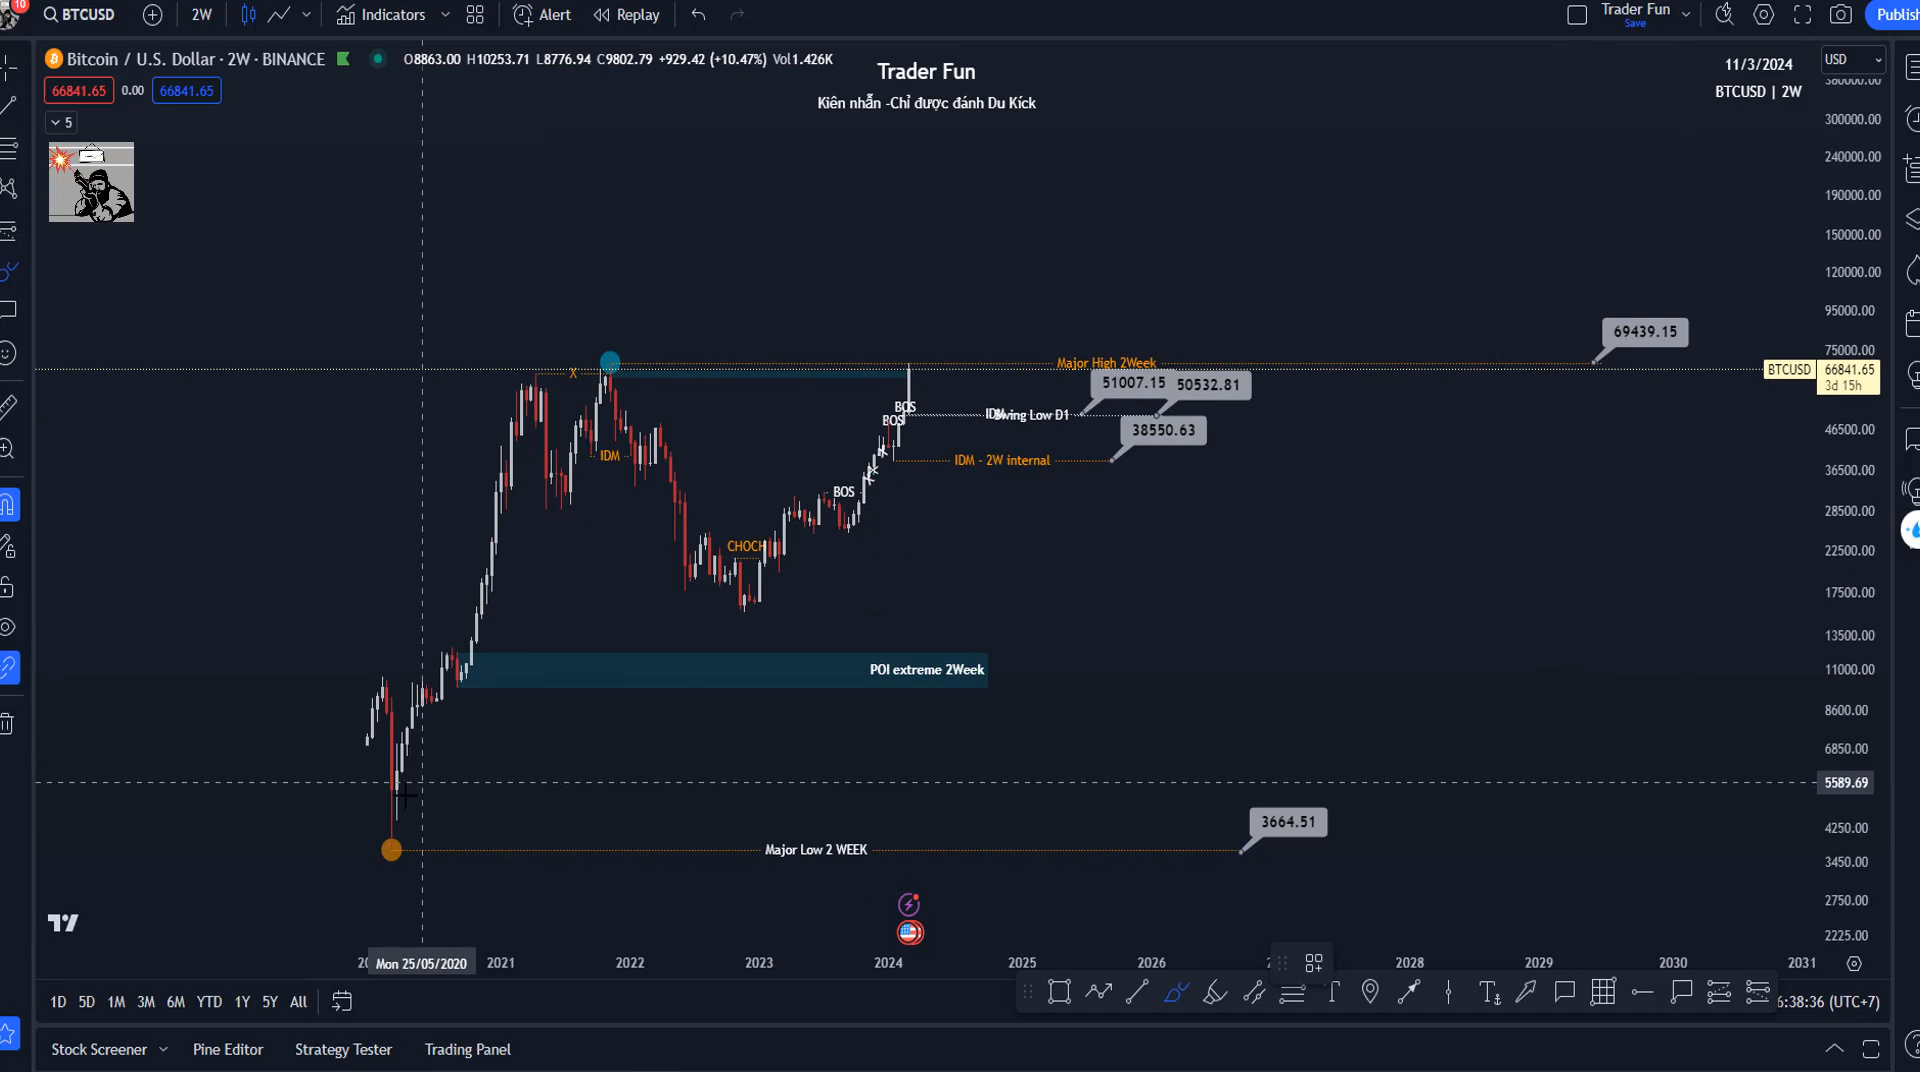 10
BTCUSD
2W
Indicators
Alert
Replay
Trader Fun
Save
Publish
Bitcoin / U.S. Dollar · 2W · BINANCE
O8863.00 H10253.71 L8776.94 C9802.79 +929.42 (+10.47%) Vol1.426K
66841.65 0.00 66841.65
5
Trader Fun
Kiên nhẫn -Chỉ được đánh Du Kích
11/3/2024
BTCUSD | 2W
USD
380000.00
300000.00
240000.00
190000.00
150000.00
120000.00
95000.00
75000.00
BTCUSD 66841.65
3d 15h
46500.00
36500.00
28500.00
22500.00
17500.00
13500.00
11000.00
8600.00
6850.00
5589.69
4250.00
3450.00
2750.00
2225.00
69439.15
Major High 2Week
X
51007.15
50532.81
BOS
BOS
IDM
Swing Low D1
38550.63
IDM
IDM - 2W internal
BOS
CHOCH
POI extreme 2Week
3664.51
Major Low 2 WEEK
Mon 25/05/2020
2021 2022 2023 2024 2025 2026 2028 2029 2030 2031
1D 5D 1M 3M 6M YTD 1Y 5Y All
6:38:36 (UTC+7)
Stock Screener
Pine Editor
Strategy Tester
Trading Panel